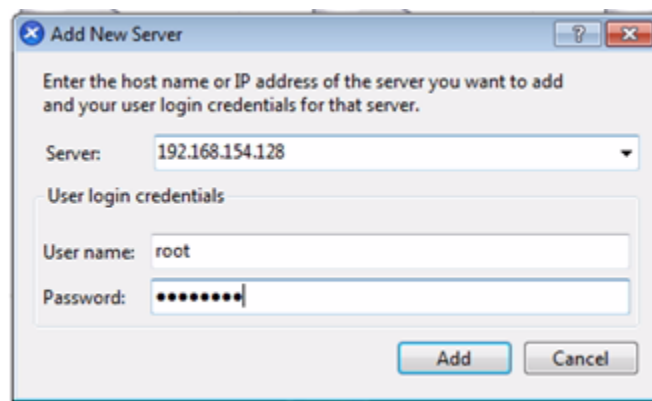 Add New Server
Enter the host name or IP address of the server you want to add
and your user login credentials for that server.
Server: 192.168.154.128
User login credentials
User name: root
Password: ●●●●●●●●
Add Cancel